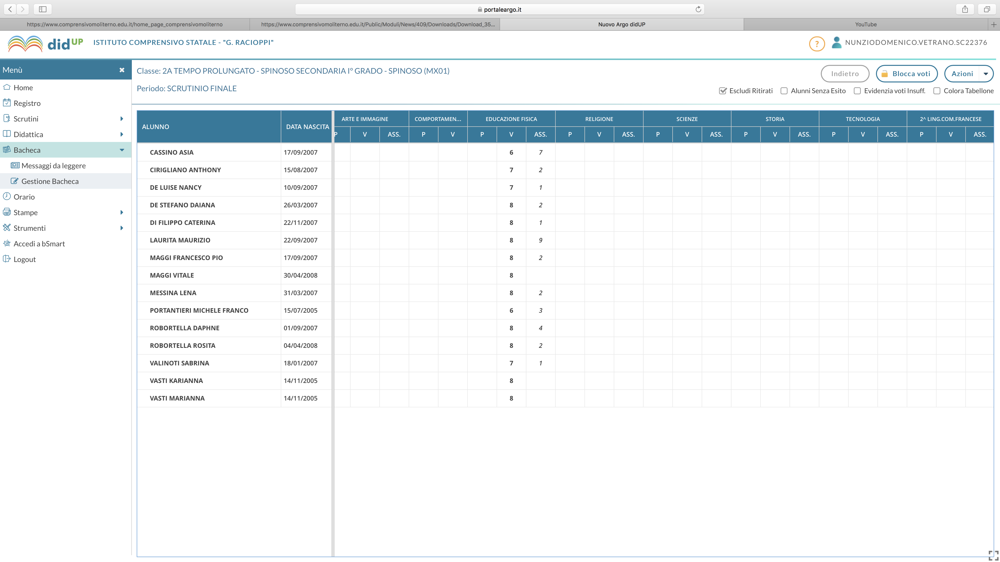 portaleargo.it
https://www.comprensivomoliterno.edu.it/home_page_comprensivomoliterno https://www.comprensivomoliterno.edu.it/Public/Moduli/News/409/Downloads/Download_35... Nuovo Argo didUP YouTube
didUP ISTITUTO COMPRENSIVO STATALE - "G. RACIOPPI" ? NUNZIODOMENICO.VETRANO.SC22376
Menù
Home
Registro
Scrutini
Didattica
Bacheca
Messaggi da leggere
Gestione Bacheca
Orario
Stampe
Strumenti
Accedi a bSmart
Logout
Classe: 2A TEMPO PROLUNGATO - SPINOSO SECONDARIA I° GRADO - SPINOSO (MX01)
Indietro Blocca voti Azioni
Periodo: SCRUTINIO FINALE
Escludi Ritirati Alunni Senza Esito Evidenzia voti Insuff. Colora Tabellone
ALUNNO DATA NASCITA ARTE E IMMAGINE COMPORTAMEN... EDUCAZIONE FISICA RELIGIONE SCIENZE STORIA TECNOLOGIA 2^ LING.COM.FRANCESE
P V ASS. P V P V ASS. P V ASS. P V ASS. P V ASS. P V ASS. P V ASS.
CASSINO ASIA 17/09/2007 6 7
CIRIGLIANO ANTHONY 15/08/2007 7 2
DE LUISE NANCY 10/09/2007 7 1
DE STEFANO DAIANA 26/03/2007 8 2
DI FILIPPO CATERINA 22/11/2007 8 1
LAURITA MAURIZIO 22/09/2007 8 9
MAGGI FRANCESCO PIO 17/09/2007 8 2
MAGGI VITALE 30/04/2008 8
MESSINA LENA 31/03/2007 8 2
PORTANTIERI MICHELE FRANCO 15/07/2005 6 3
ROBORTELLA DAPHNE 01/09/2007 8 4
ROBORTELLA ROSITA 04/04/2008 8 2
VALINOTI SABRINA 18/01/2007 7 1
VASTI KARIANNA 14/11/2005 8
VASTI MARIANNA 14/11/2005 8